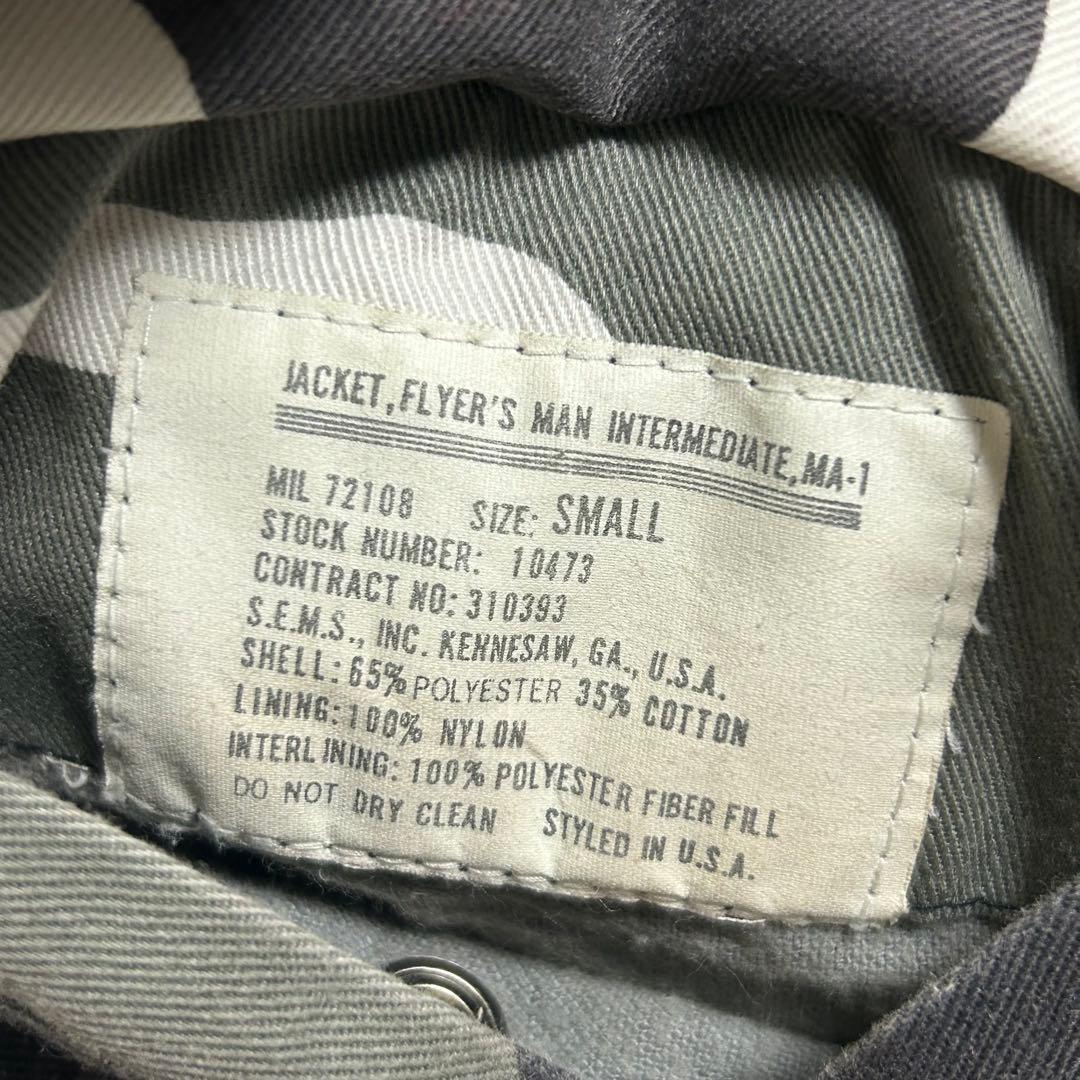 JACKET,FLYER'S MAN INTERMEDIATE,MA-1
MIL 72108 SIZE: SMALL
STOCK NUMBER: 10473
CONTRACT NO: 310393
S.E.M.S., INC. KENNESAW, GA., U.S.A.
SHELL: 65% POLYESTER 35% COTTON
LINING: 100% NYLON
INTERLINING: 100% POLYESTER FIBER FILL
DO NOT DRY CLEAN STYLED IN U.S.A.